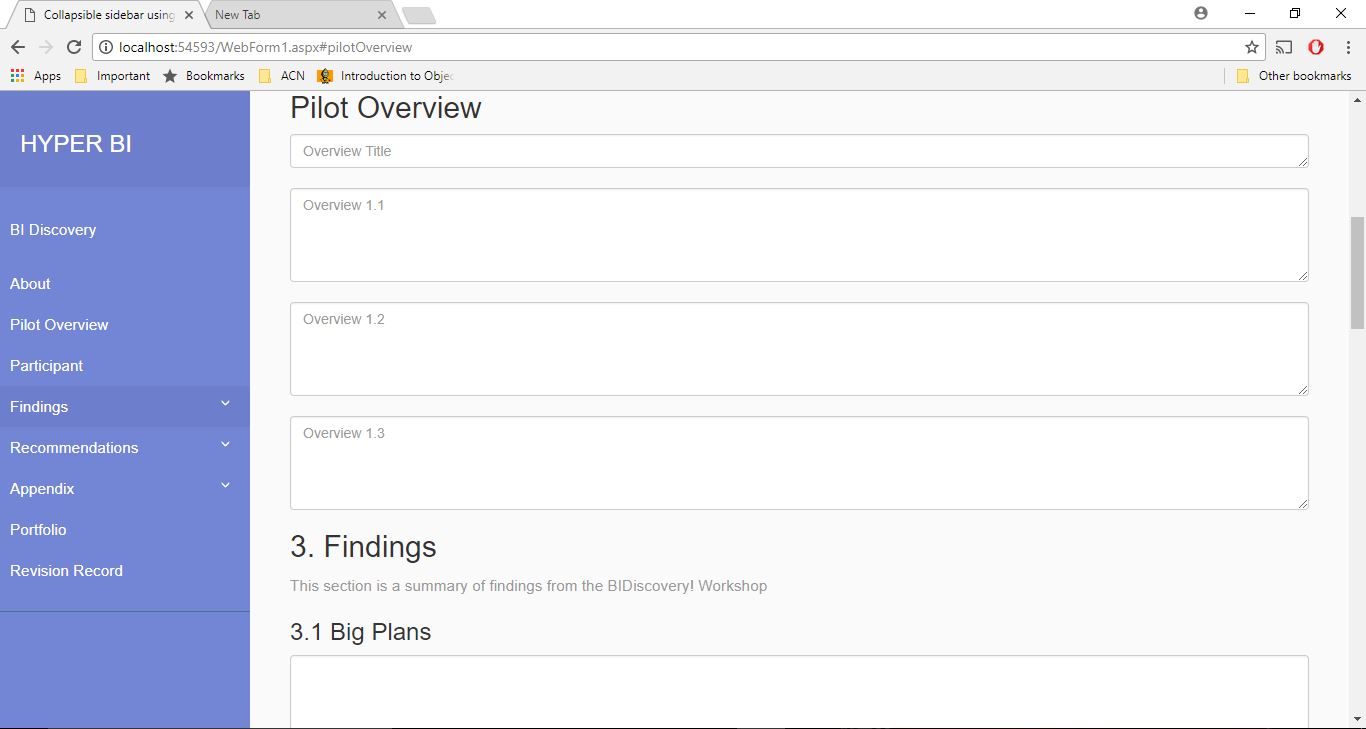 Collapsible sidebar using
New Tab
localhost:54593/WebForm1.aspx#pilotOverview
Apps Important Bookmarks ACN Introduction to Objec Other bookmarks
HYPER BI
BI Discovery
About
Pilot Overview
Participant
Findings
Recommendations
Appendix
Portfolio
Revision Record
Pilot Overview
Overview Title
Overview 1.1
Overview 1.2
Overview 1.3
3. Findings
This section is a summary of findings from the BIDiscovery! Workshop
3.1 Big Plans